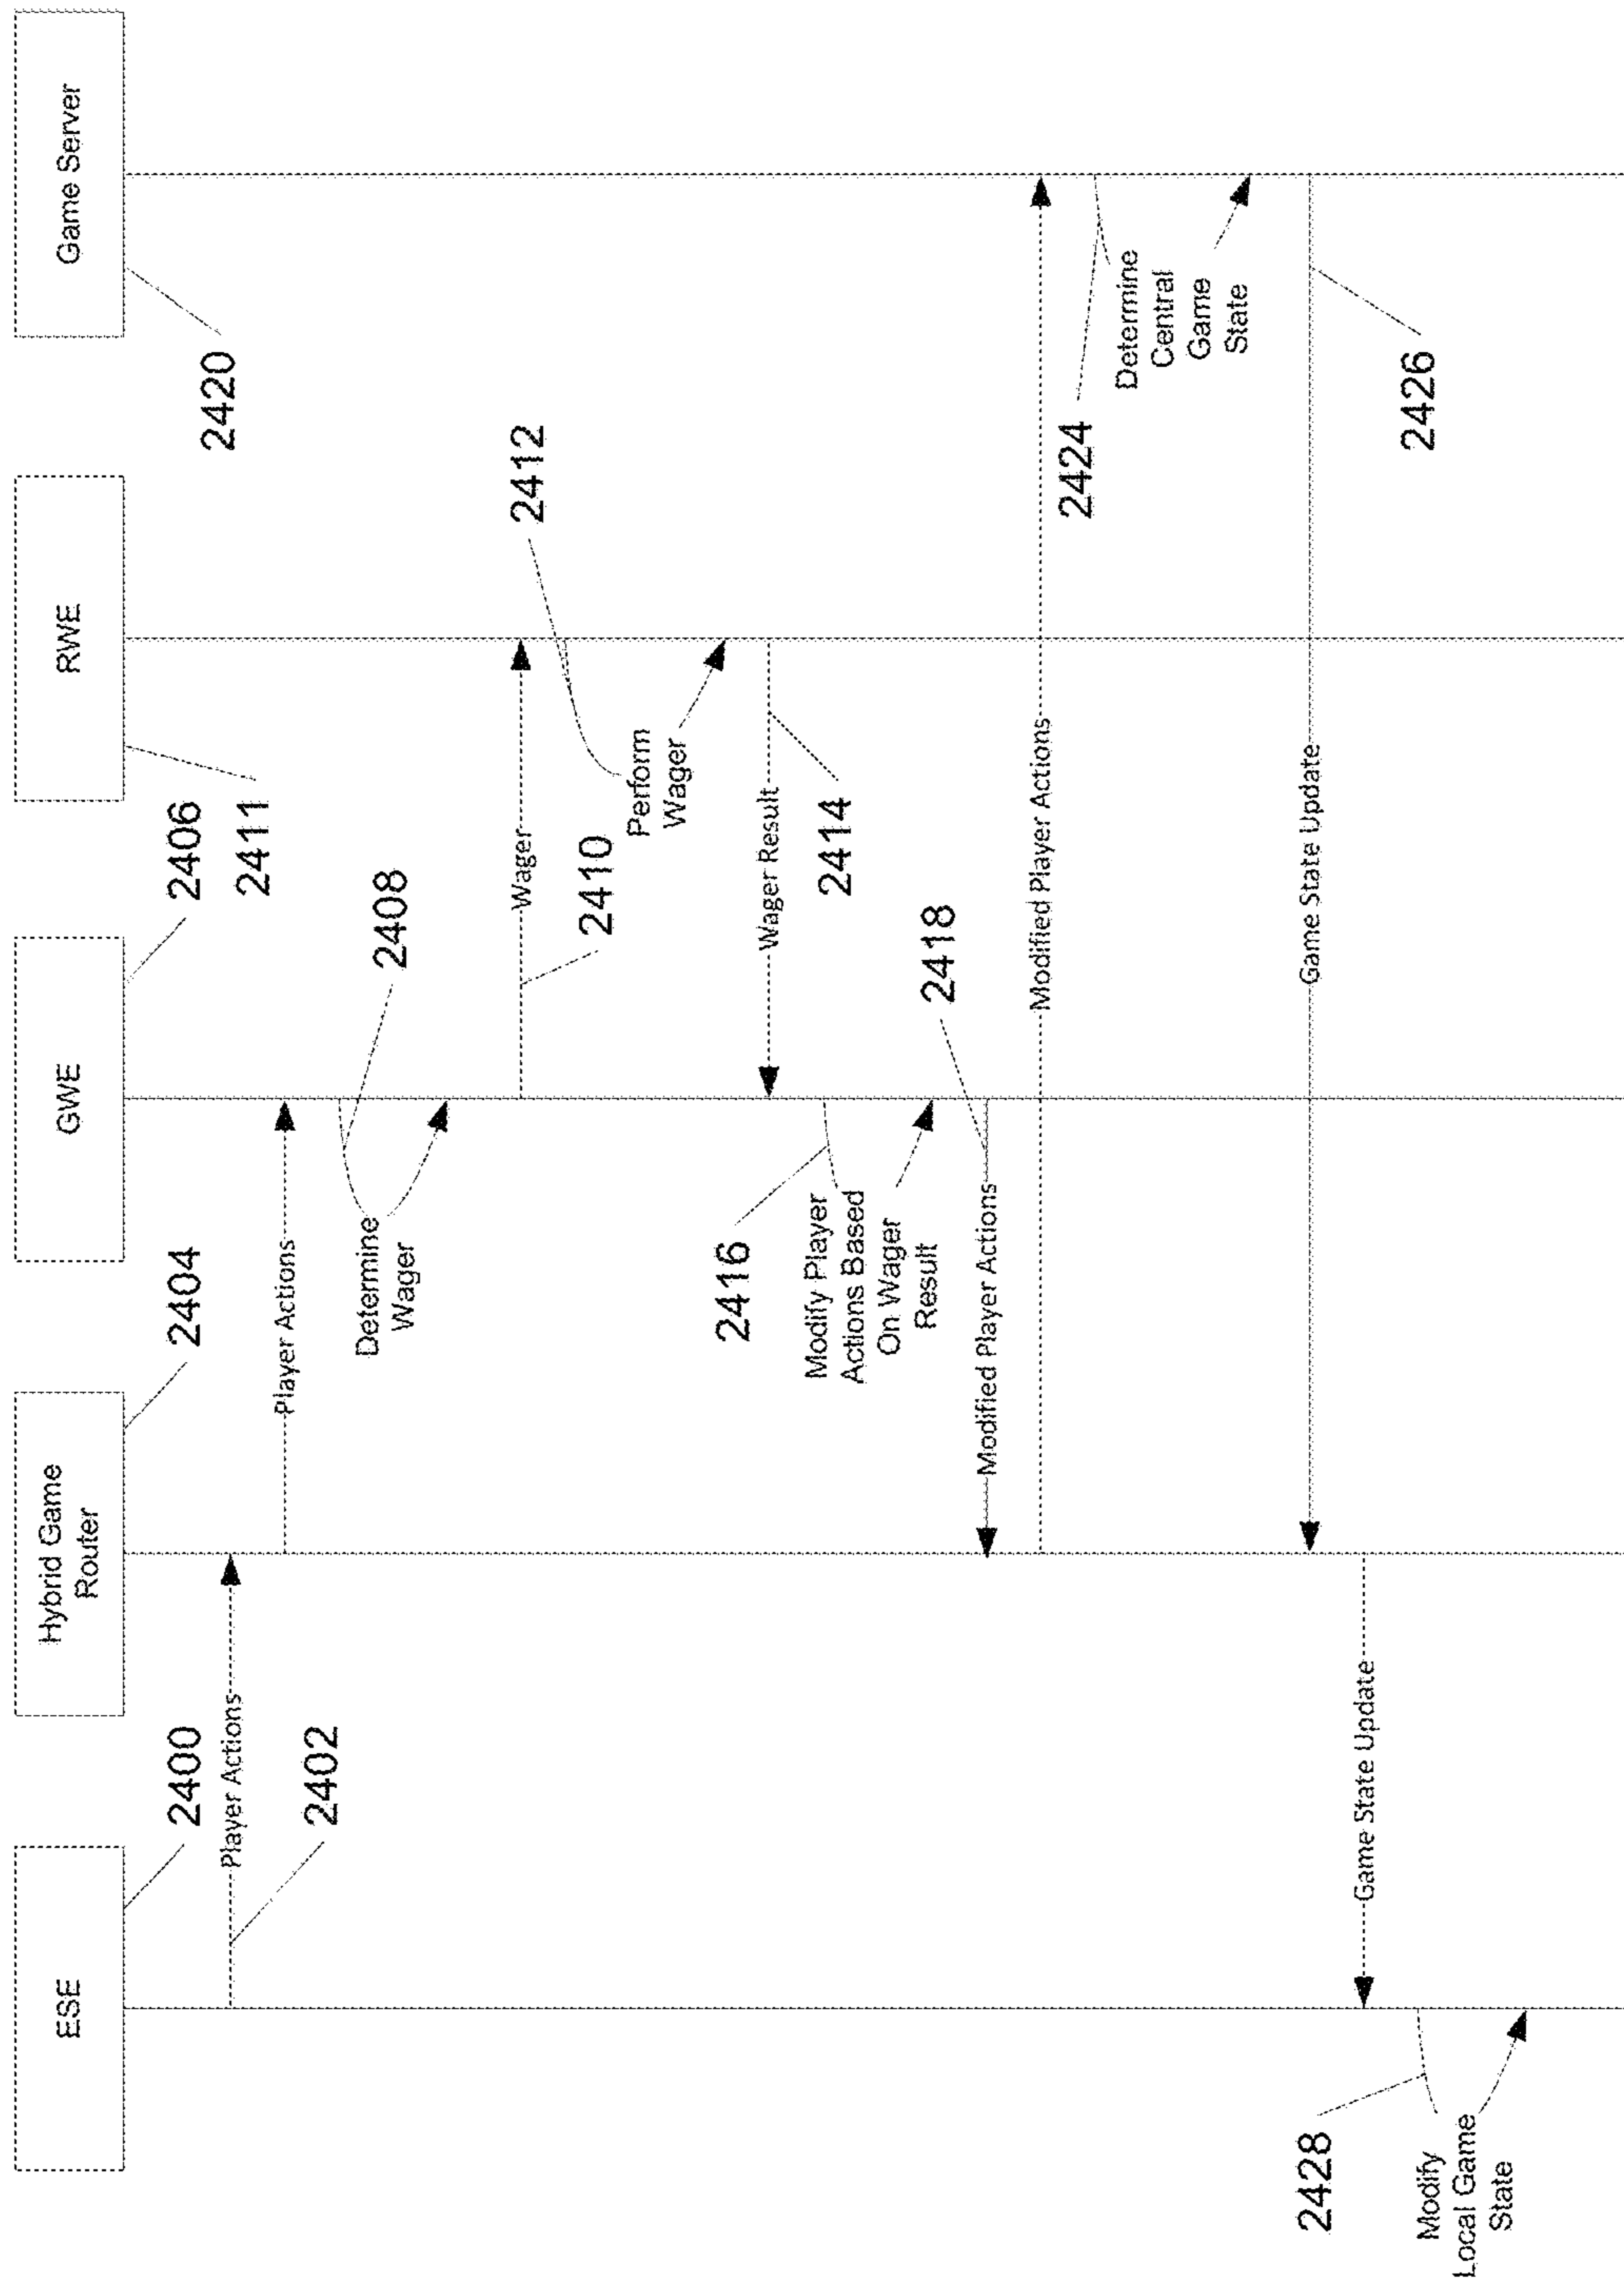 ESE
Hybrid Game
Router
GWE
RWE
Game Server
2400
2404
2406
2411
2420
Player Actions
2402
Player Actions
Determine
Wager
2408
Wager
2410
2412
Perform
Wager
Wager Result
2414
2416
Modify Player
Actions Based
On Wager
Result
2418
Modified Player Actions
Modified Player Actions
2424
Determine
Central
Game
State
Game State Update
2426
Game State Update
2428
Modify
Local Game
State